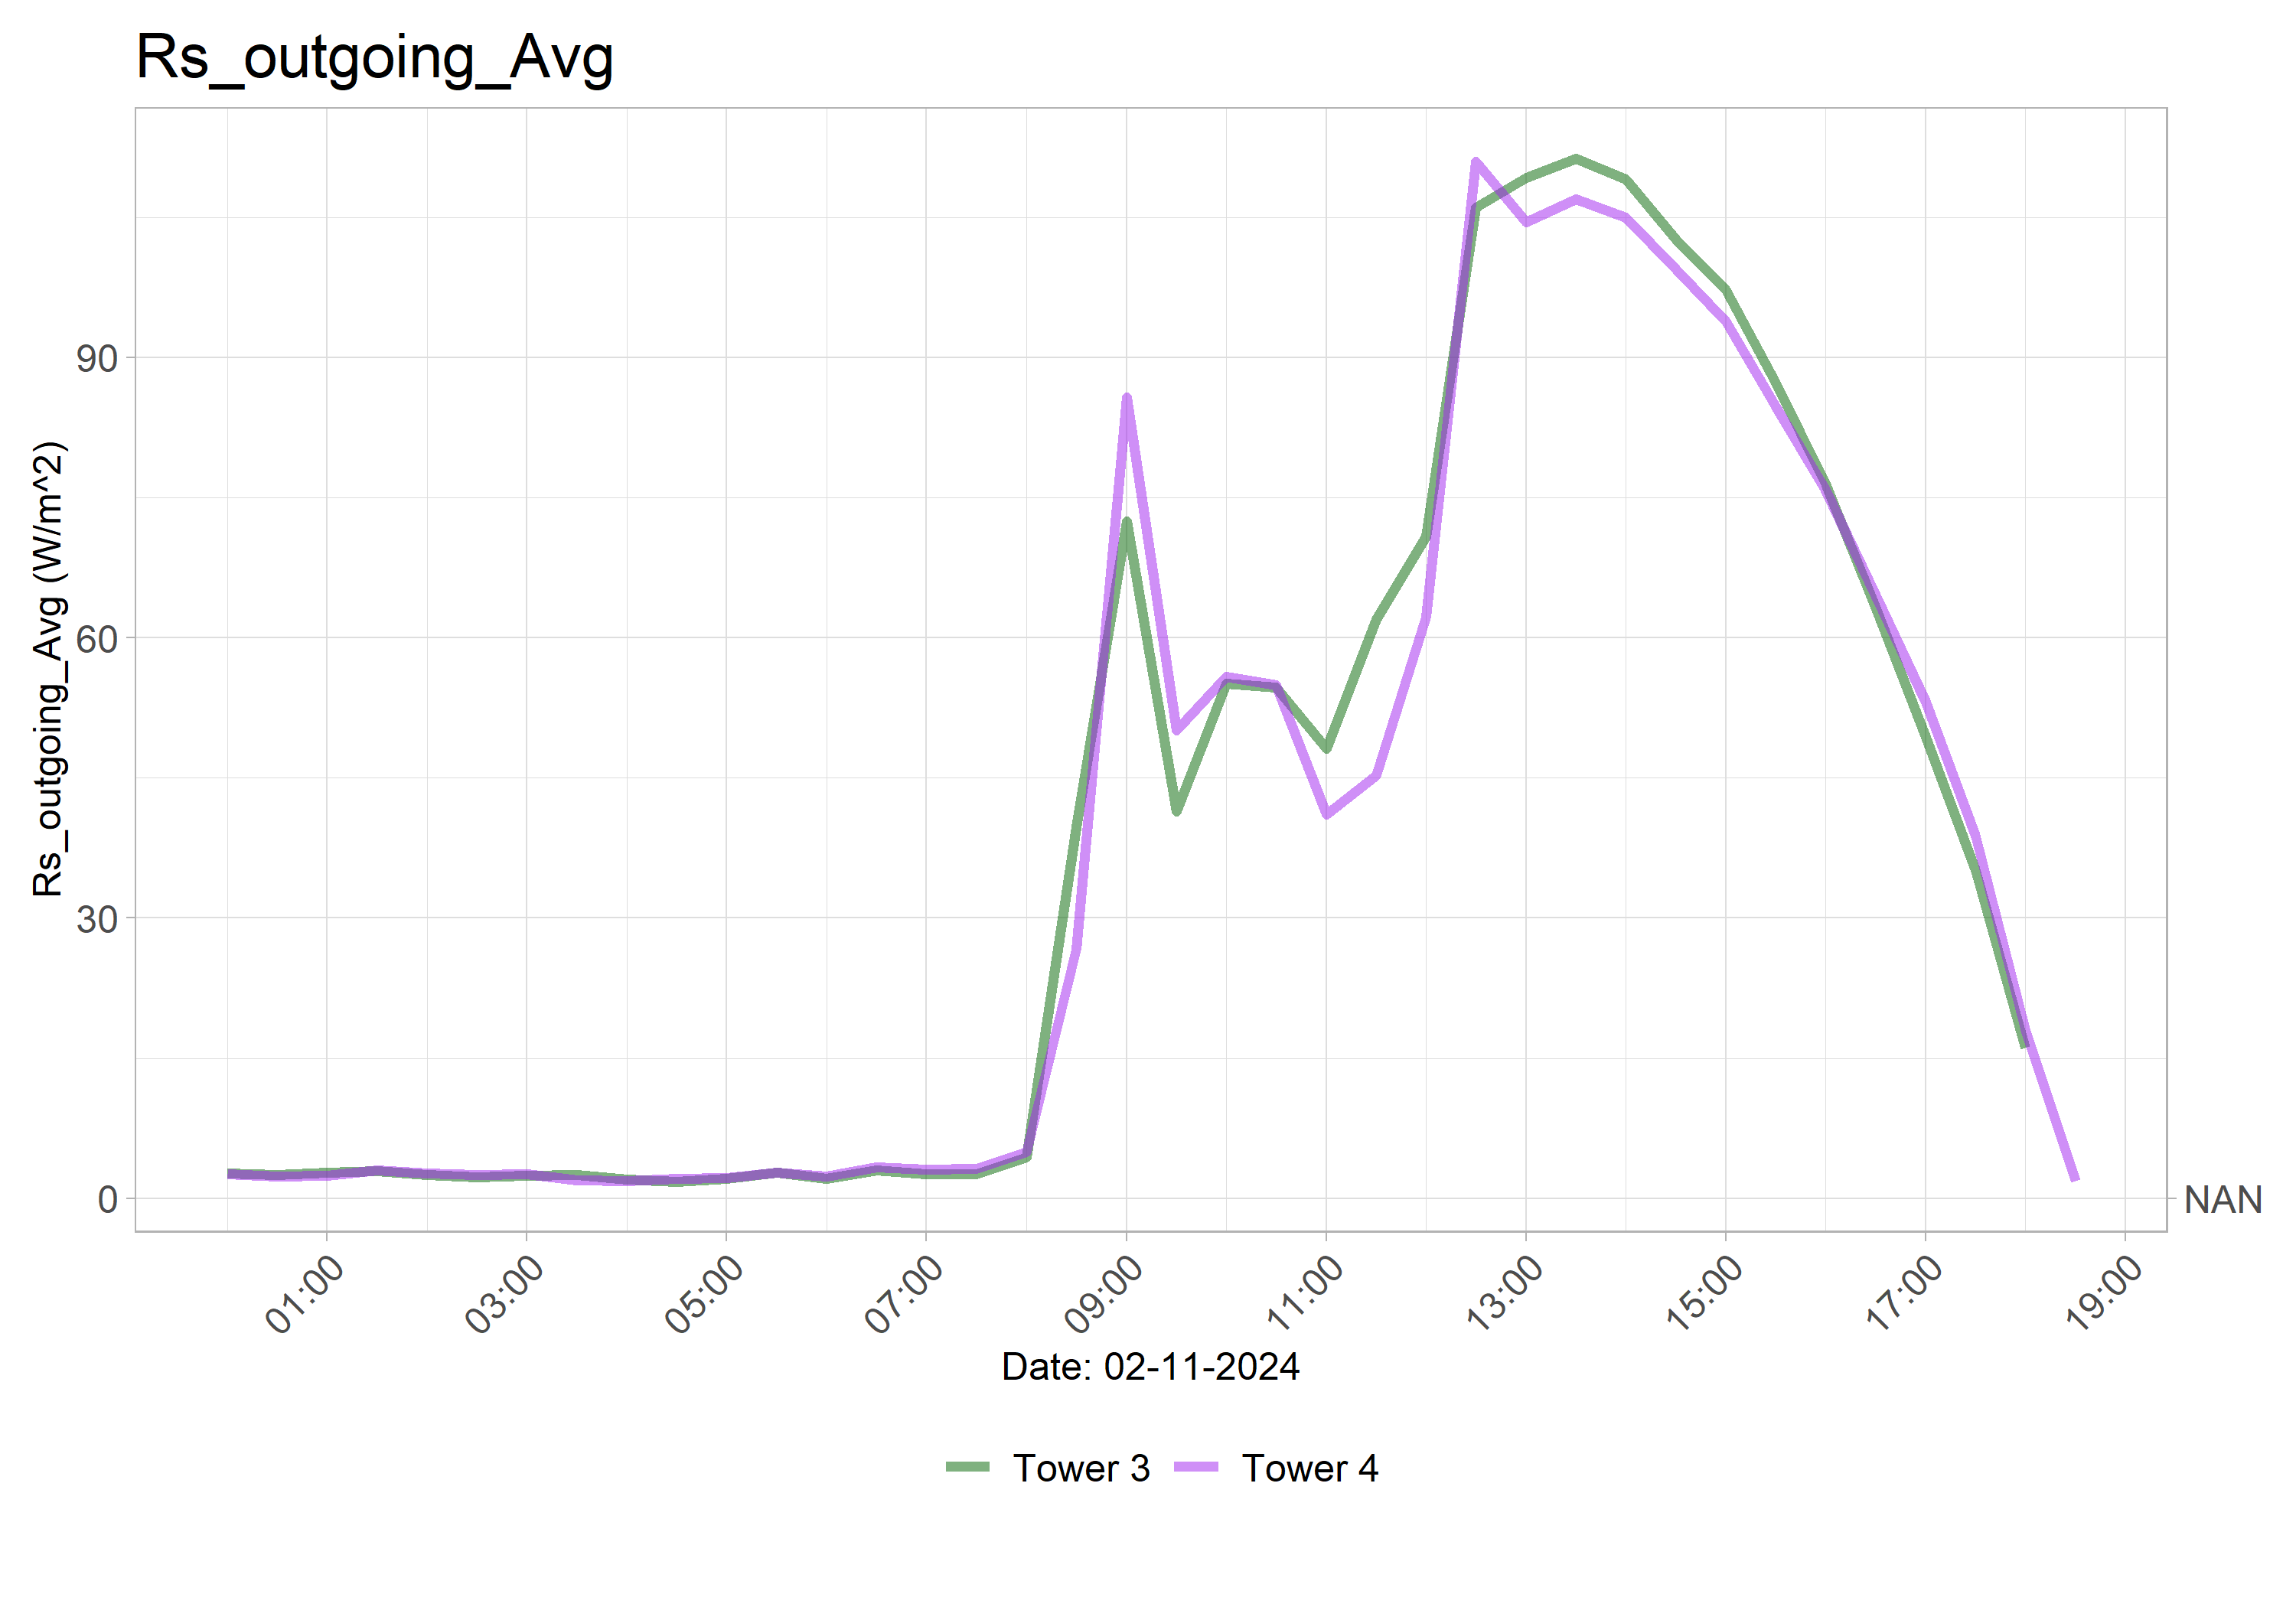 Rs_outgoing_Avg
Rs_outgoing_Avg (W/m^2)
90
60
30
0
NAN
01:00 03:00 05:00 07:00 09:00 11:00 13:00 15:00 17:00 19:00
Date: 02-11-2024
Tower 3 Tower 4